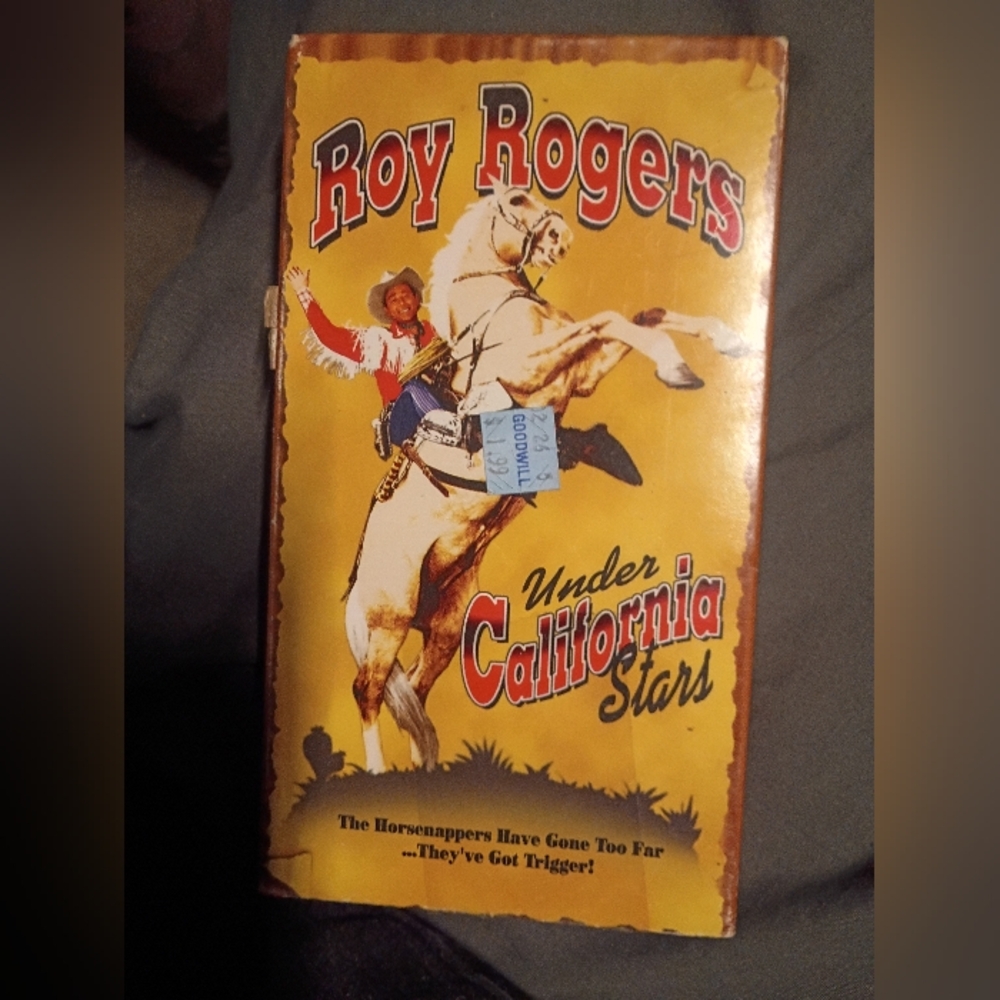 Roy Rogers
GOODWILL
$ 1.99
Under
California
Stars
The Horsenappers Have Gone Too Far
...They've Got Trigger!